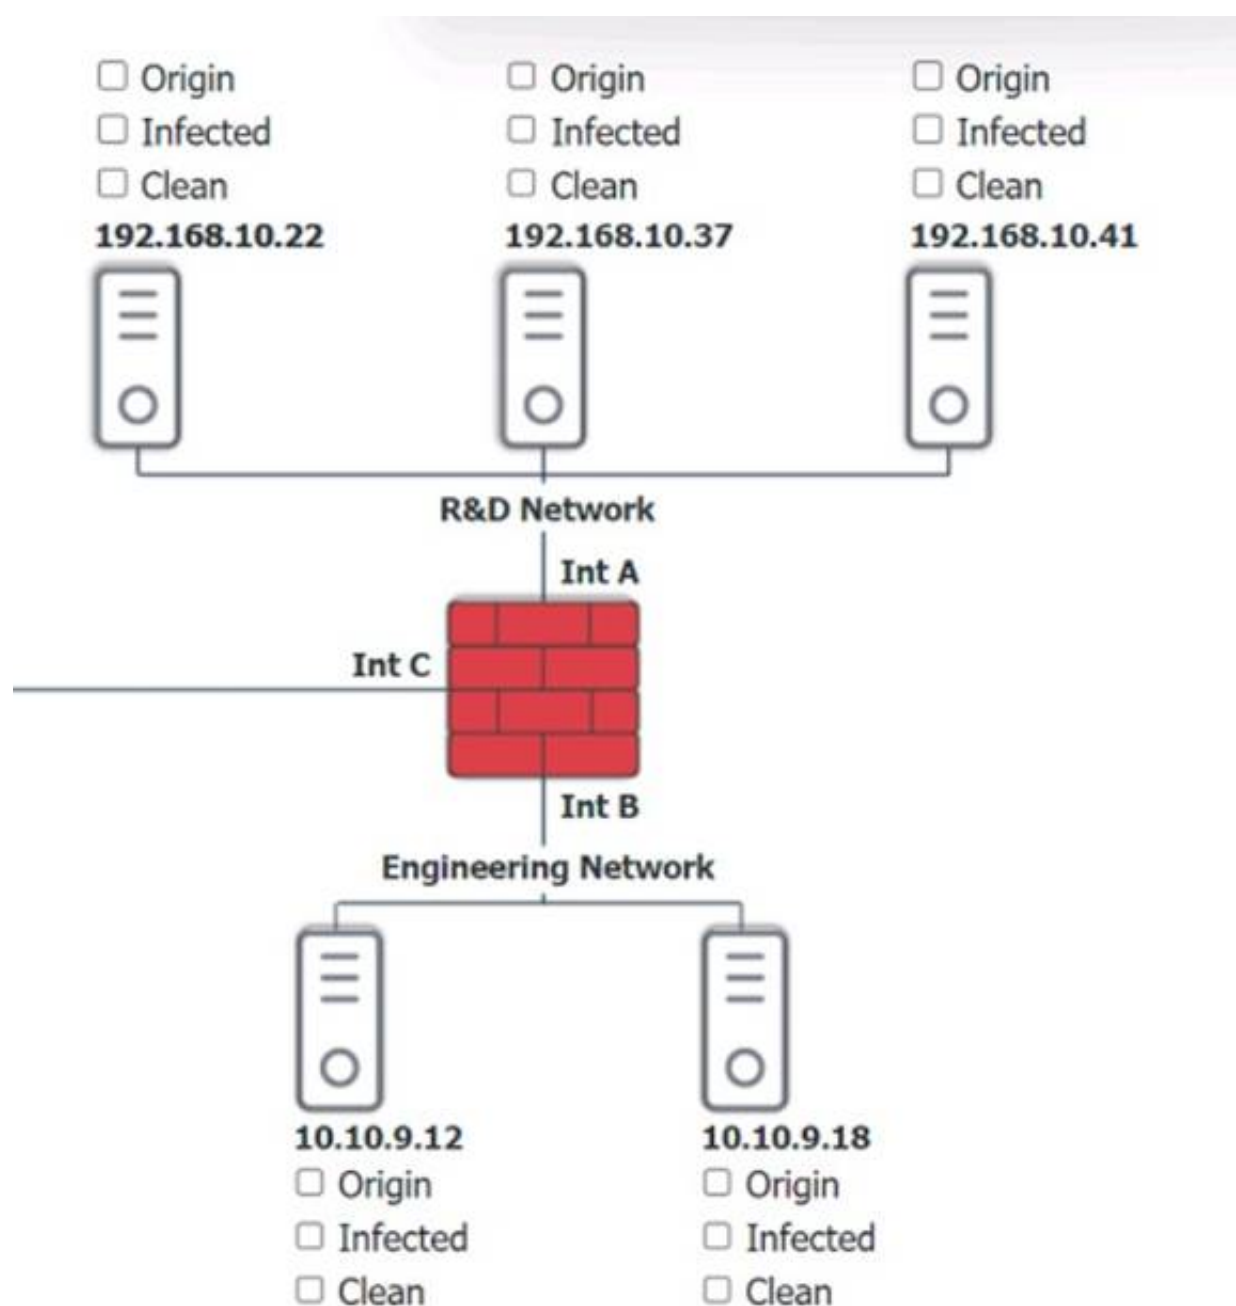 Origin Origin Origin
Infected Infected Infected
Clean Clean Clean
192.168.10.22 192.168.10.37 192.168.10.41
R&D Network
Int A
Int C
Int B
Engineering Network
10.10.9.12 10.10.9.18
Origin Origin
Infected Infected
Clean Clean